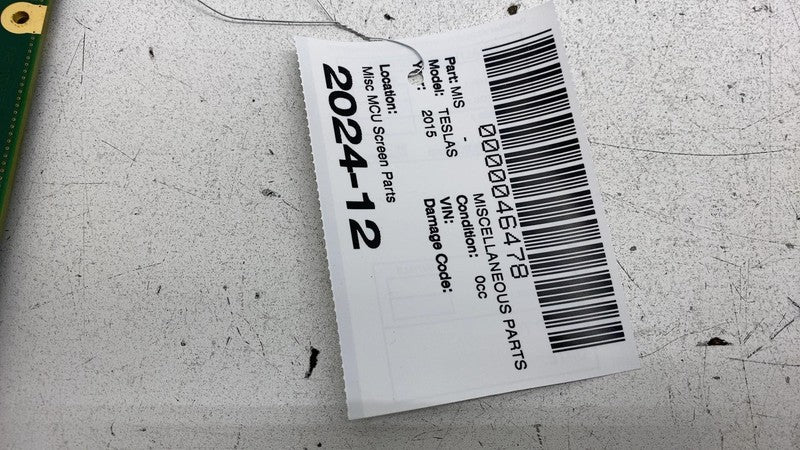 0000046478
Part: MIS - MISCELLANEOUS PARTS
Model: TESLAS Condition: 0cc
2015 VIN:
Damage Code:
Location:
Misc MCU Screen Parts
2024-12